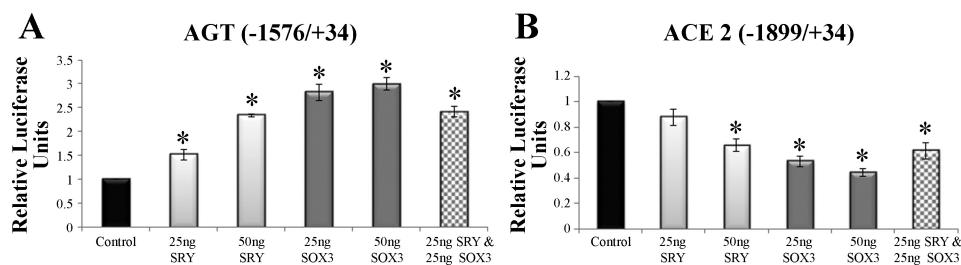 A
AGT (-1576/+34)
Relative Luciferase
Units
3.5
3
2.5
2
1.5
1
0.5
0
*
*
*
*
*
Control
25ng
SRY
50ng
SRY
25ng
SOX3
50ng
SOX3
25ng SRY &
25ng SOX3
B
ACE 2 (-1899/+34)
Relative Luciferase
Units
1.2
1
0.8
0.6
0.4
0.2
0
*
*
*
*
Control
25ng
SRY
50ng
SRY
25ng
SOX3
50ng
SOX3
25ng SRY &
25ng SOX3